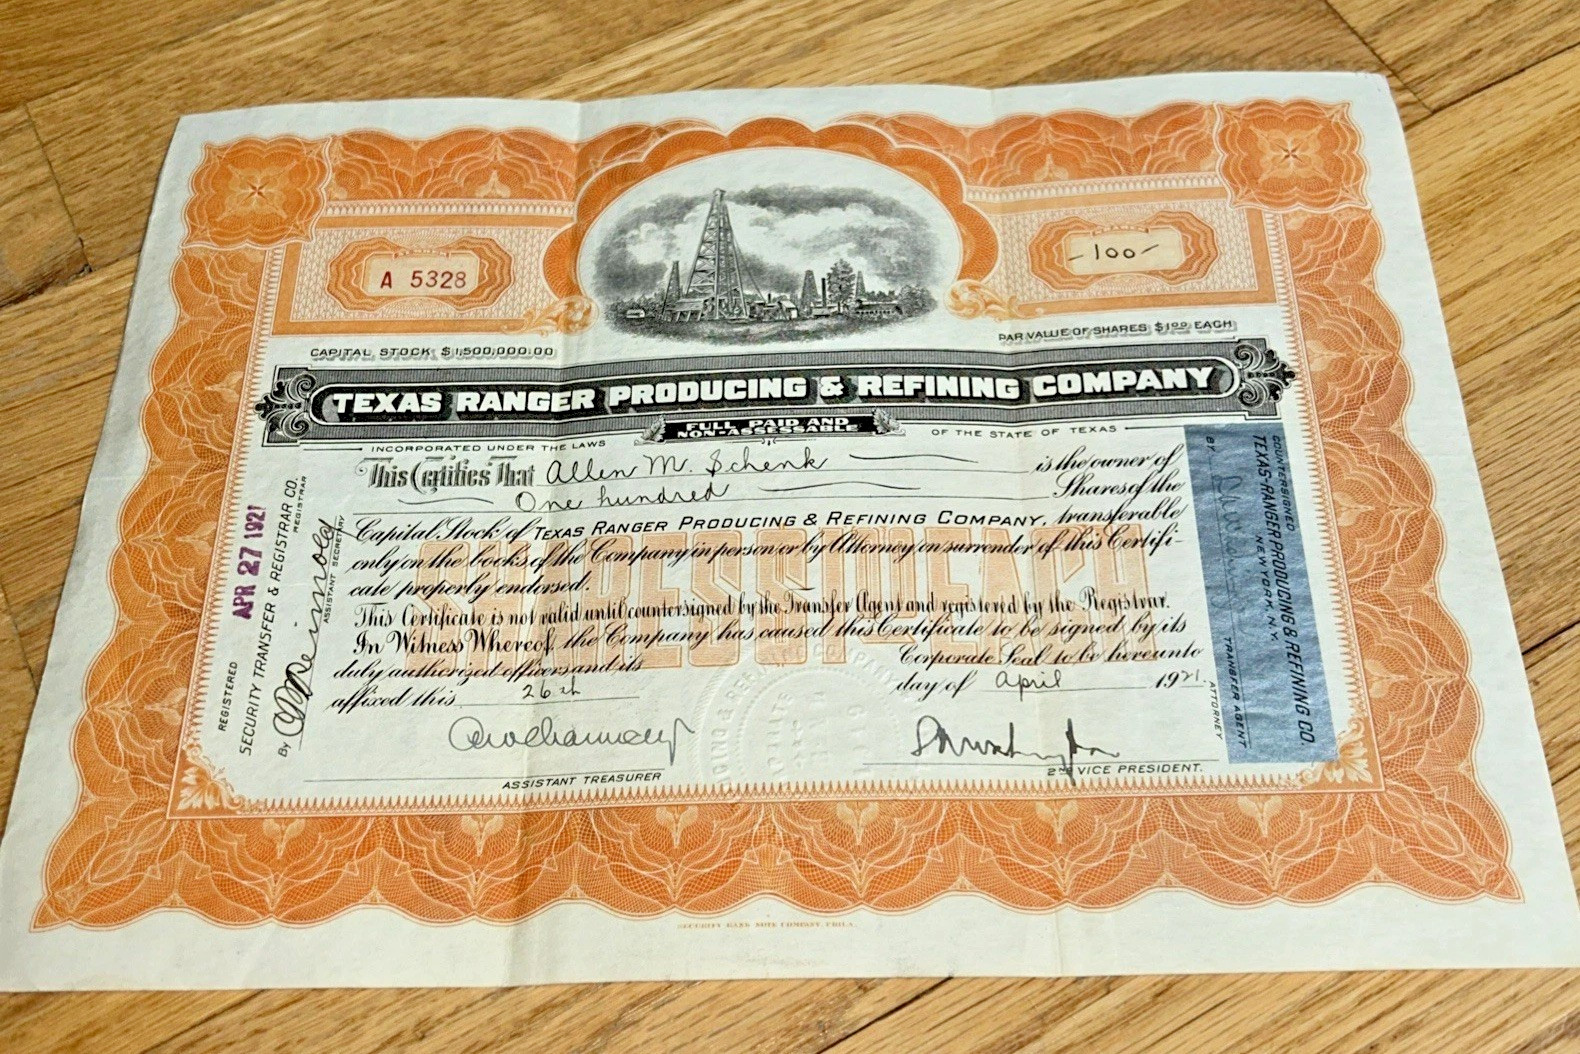 A 5328
-100-
CAPITAL STOCK $1,500,000.00
PAR VALUE OF SHARES $1.00 EACH
TEXAS RANGER PRODUCING & REFINING COMPANY
FULL PAID AND
NON-ASSESSABLE
INCORPORATED UNDER THE LAWS OF THE STATE OF TEXAS
This Certifies That Allen M. Schenk is the owner of
One hundred Shares of the
Capital Stock of TEXAS RANGER PRODUCING & REFINING COMPANY, transferable
only on the books of the Company in person or by Attorney on surrender of this Certifi-
cate properly endorsed.
This Certificate is not valid until countersigned by the Transfer Agent and registered by the Registrar.
In Witness Whereof, the Company has caused this Certificate to be signed by its
duly authorized officers and its Corporate Seal to be hereunto
affixed this 26th day of April 1921.
ASSISTANT TREASURER
2ND VICE PRESIDENT.
REGISTERED APR 27 1921
SECURITY TRANSFER & REGISTRAR CO.
REGISTRAR
By
ASSISTANT SECRETARY
COUNTERSIGNED
TEXAS-RANGER PRODUCING & REFINING CO.
NEW YORK, N.Y.
TRANSFER AGENT
BY
ATTORNEY
SECURITY BANK NOTE COMPANY, PHILA.